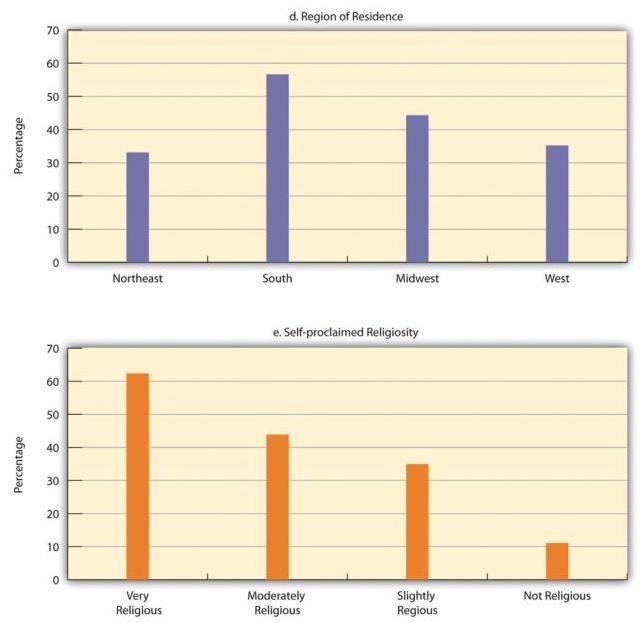 d. Region of Residence
70
60
50
40
30
20
10
0
Percentage
Northeast South Midwest West
e. Self-proclaimed Religiosity
70
60
50
40
30
20
10
0
Percentage
Very Moderately Slightly Not Religious
Religious Religious Regious